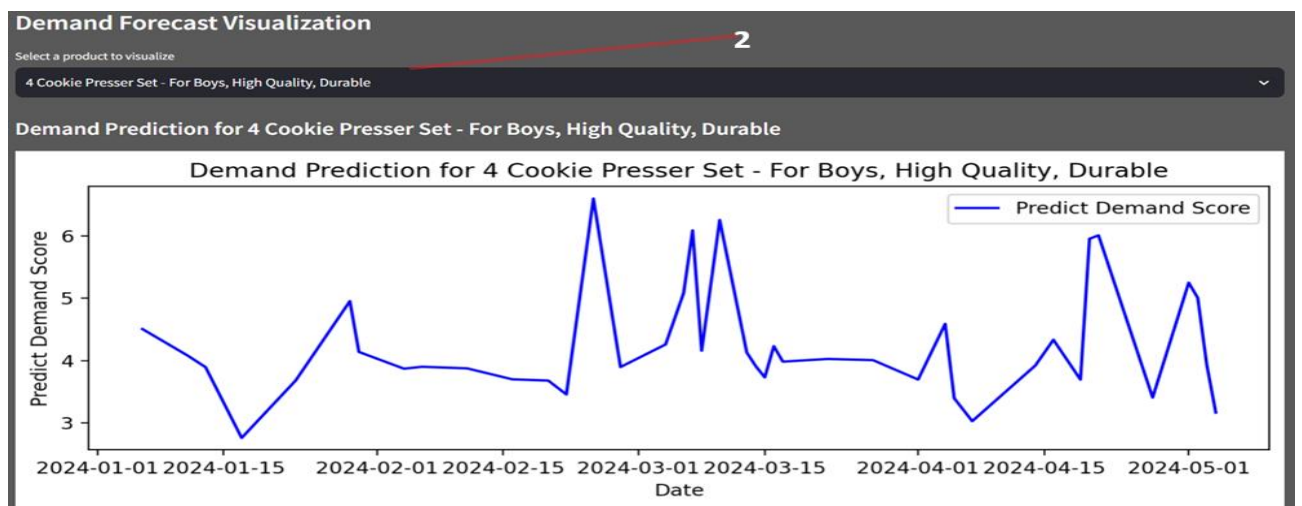 Demand Forecast Visualization
2
Select a product to visualize
4 Cookie Presser Set - For Boys, High Quality, Durable
Demand Prediction for 4 Cookie Presser Set - For Boys, High Quality, Durable
Demand Prediction for 4 Cookie Presser Set - For Boys, High Quality, Durable
Predict Demand Score
Predict Demand Score
6
5
4
3
2024-01-01 2024-01-15 2024-02-01 2024-02-15 2024-03-01 2024-03-15 2024-04-01 2024-04-15 2024-05-01
Date